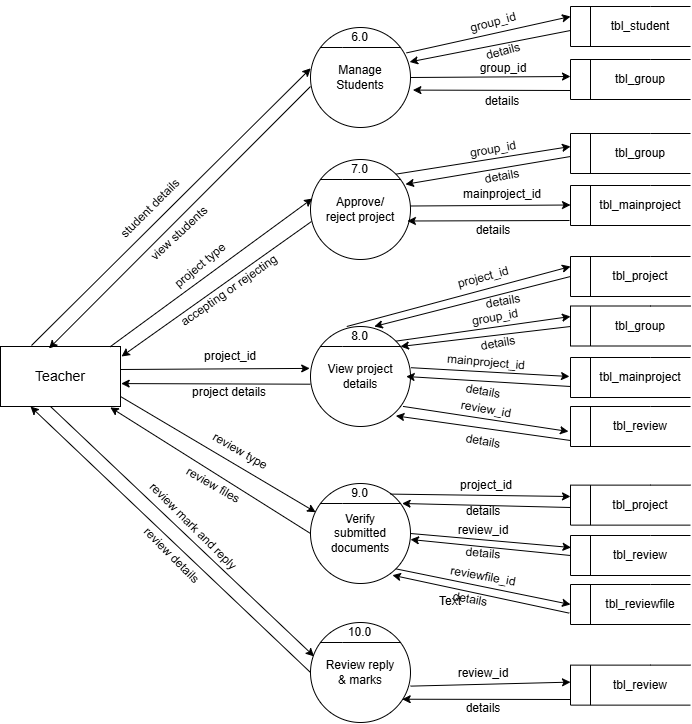 6.0
Manage
Students
group_id
details
tbl_student
group_id
details
tbl_group
student details
view students
7.0
Approve/
reject project
group_id
details
tbl_group
mainproject_id
details
tbl_mainproject
project type
accepting or rejecting
Teacher
project_id
project details
8.0
View project
details
project_id
details
tbl_project
group_id
details
tbl_group
mainproject_id
details
tbl_mainproject
review_id
details
tbl_review
review type
review files
9.0
Verify
submitted
documents
project_id
details
tbl_project
review_id
details
tbl_review
reviewfile_id
Text
details
tbl_reviewfile
review mark and reply
review details
10.0
Review reply
& marks
review_id
details
tbl_review